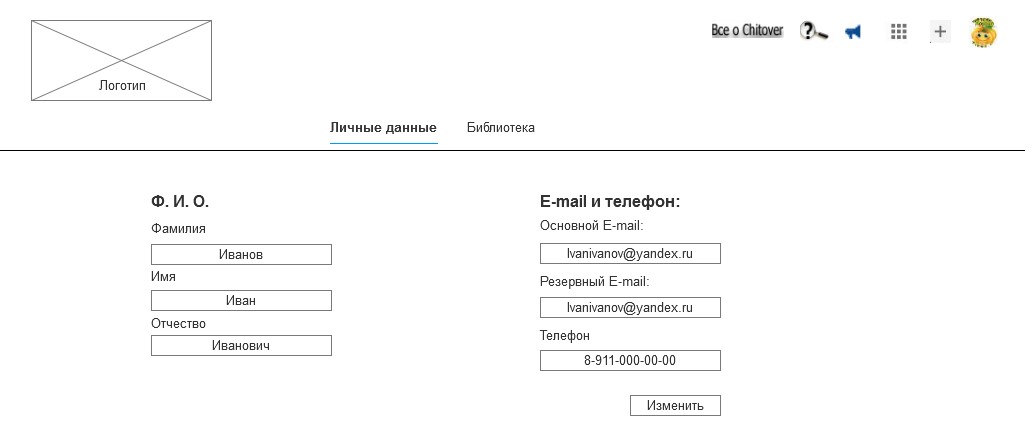 Все о Chitover
Логотип
Личные данные Библиотека
Ф. И. О.
Фамилия
Иванов
Имя
Иван
Отчество
Иванович
E-mail и телефон:
Основной E-mail:
Ivanivanov@yandex.ru
Резервный E-mail:
Ivanivanov@yandex.ru
Телефон
8-911-000-00-00
Изменить